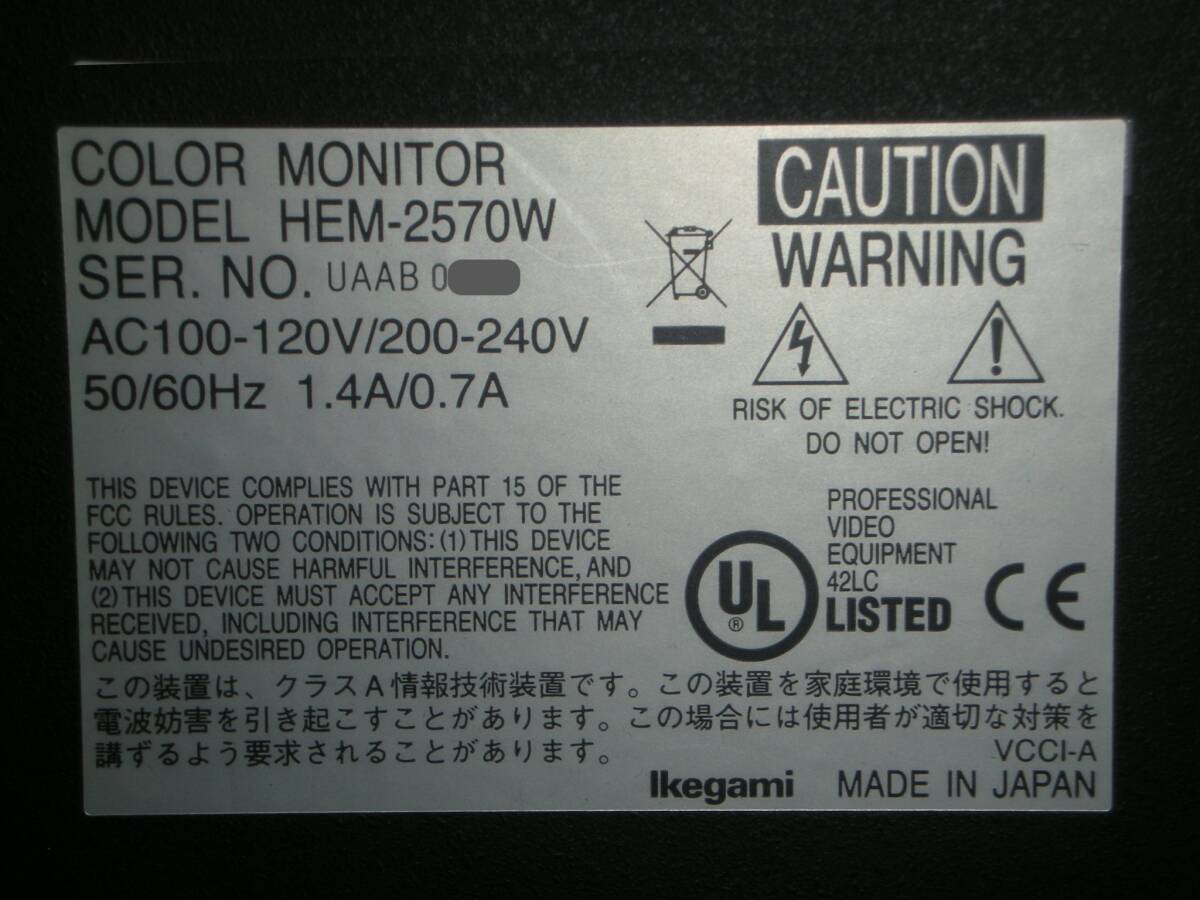 COLOR MONITOR
MODEL HEM-2570W
SER. NO. UAAB 0
AC100-120V/200-240V
50/60Hz 1.4A/0.7A
CAUTION
WARNING
RISK OF ELECTRIC SHOCK.
DO NOT OPEN!
THIS DEVICE COMPLIES WITH PART 15 OF THE
FCC RULES. OPERATION IS SUBJECT TO THE
FOLLOWING TWO CONDITIONS: (1) THIS DEVICE
MAY NOT CAUSE HARMFUL INTERFERENCE, AND
(2) THIS DEVICE MUST ACCEPT ANY INTERFERENCE
RECEIVED, INCLUDING INTERFERENCE THAT MAY
CAUSE UNDESIRED OPERATION.
UL ®
PROFESSIONAL
VIDEO
EQUIPMENT
42LC
LISTED
CE
この装置は、クラスA情報技術装置です。この装置を家庭環境で使用すると
電波妨害を引き起こすことがあります。この場合には使用者が適切な対策を
講ずるよう要求されることがあります。
VCCI-A
Ikegami MADE IN JAPAN